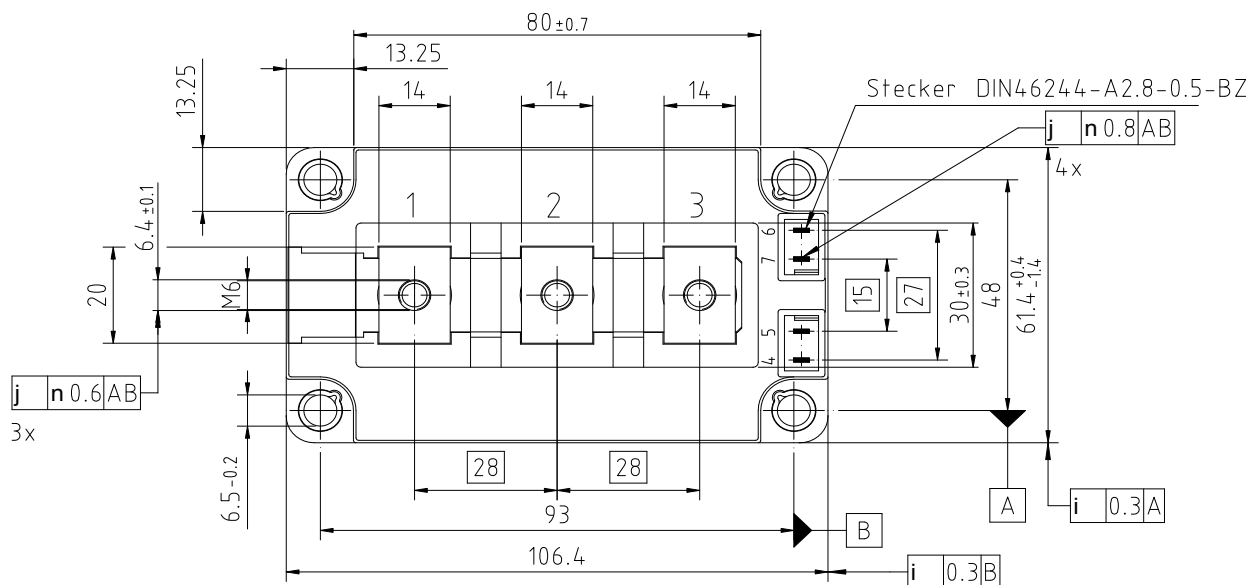 80±0.7
13.25
13.25
14
14
14
Stecker DIN46244-A2.8-0.5-BZ
j n 0.8 AB
4x
6.4 ±0.1
1
2
3
6
7
20
M6
15
27
30±0.3
48
61.4 +0.4 -1.4
5
4
j n 0.6 AB
3x
6.5-0.2
28
28
A
i 0.3 A
93
B
106.4
i 0.3 B